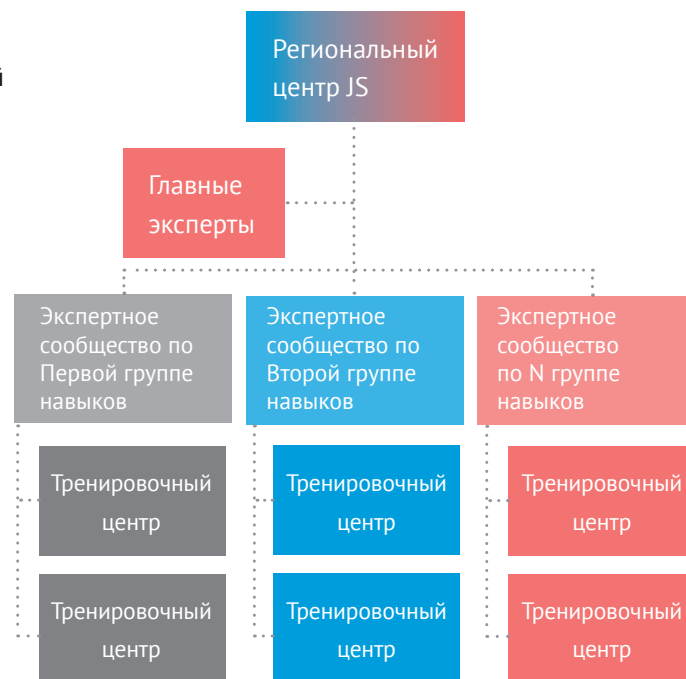 й
Региональный
центр JS
Главные
эксперты
Экспертное
сообщество по
Первой группе
навыков
Экспертное
сообщество по
Второй группе
навыков
Экспертное
сообщество
по N группе
навыков
Тренировочный
центр
Тренировочный
центр
Тренировочный
центр
Тренировочный
центр
Тренировочный
центр
Тренировочный
центр